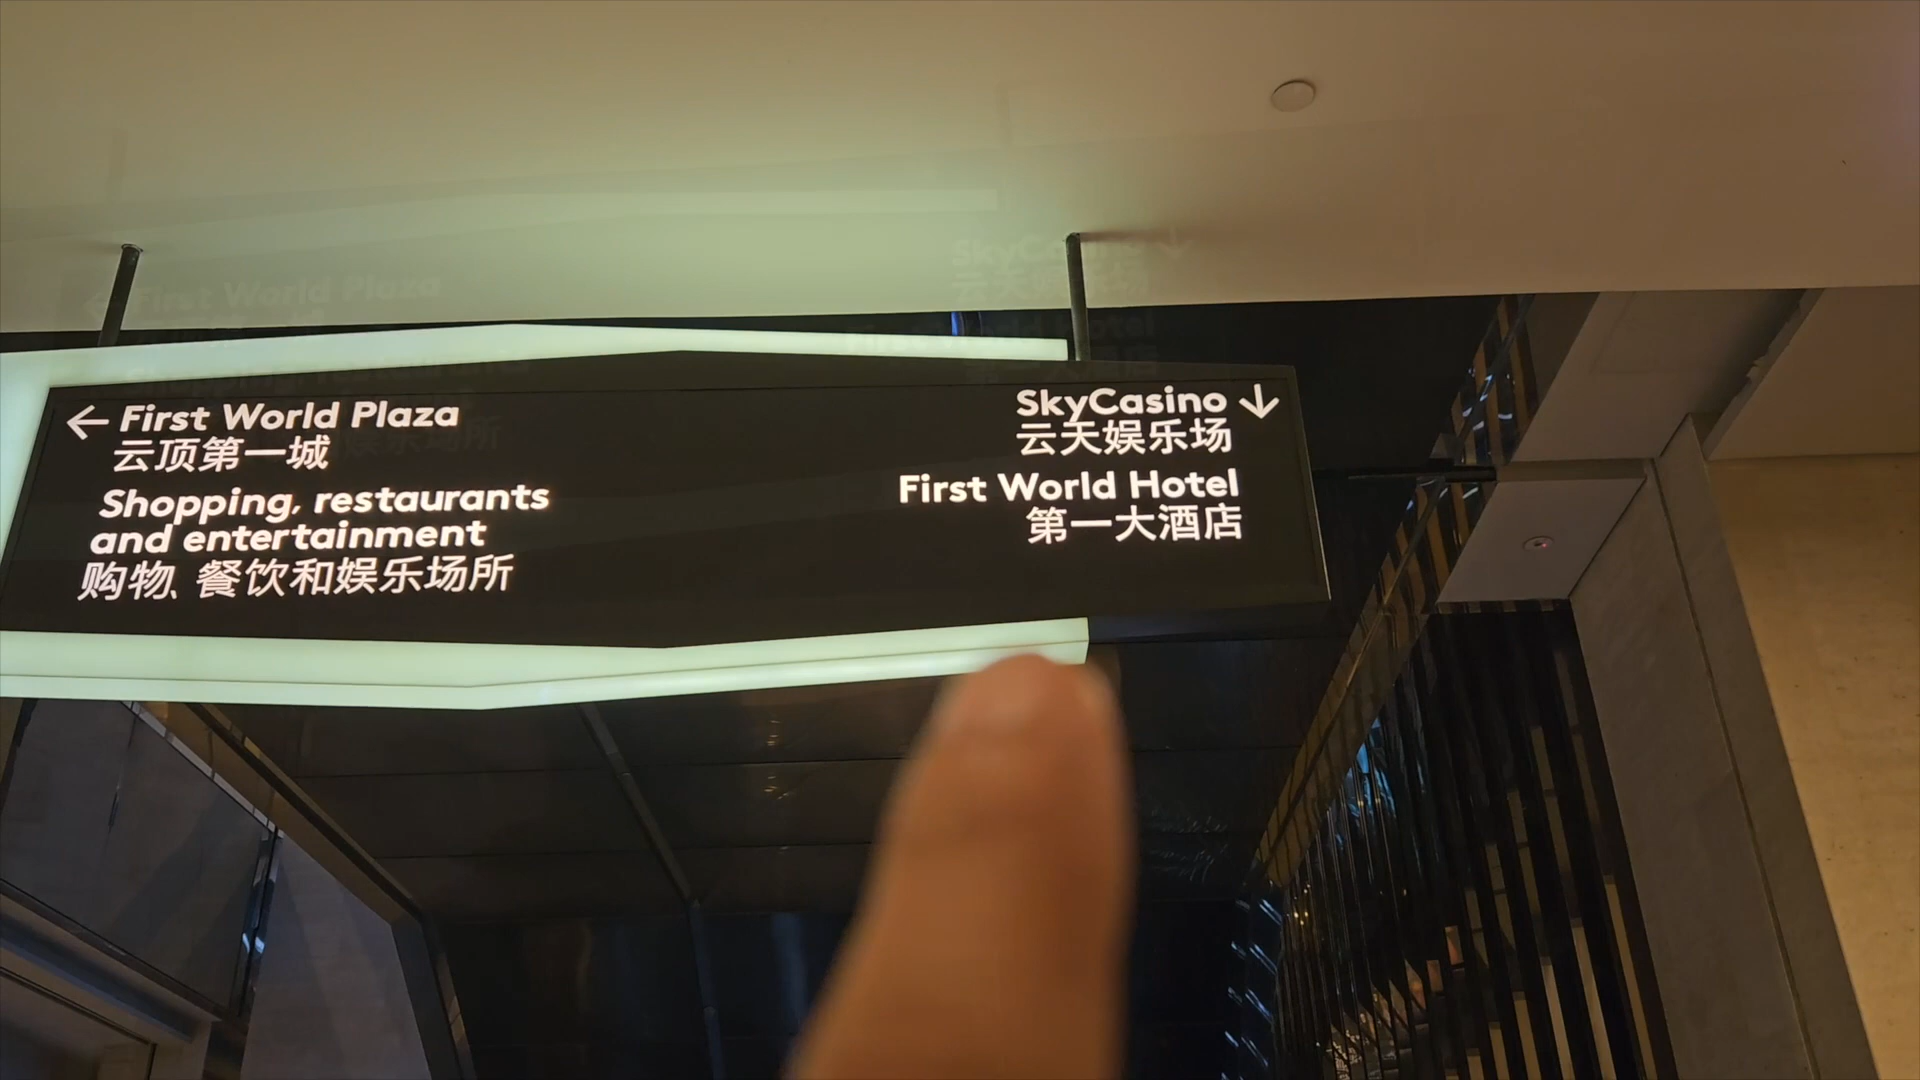 ← First World Plaza
云顶第一城
Shopping, restaurants
and entertainment
购物、餐饮和娱乐场所
SkyCasino ↓
云天娱乐场
First World Hotel
第一大酒店